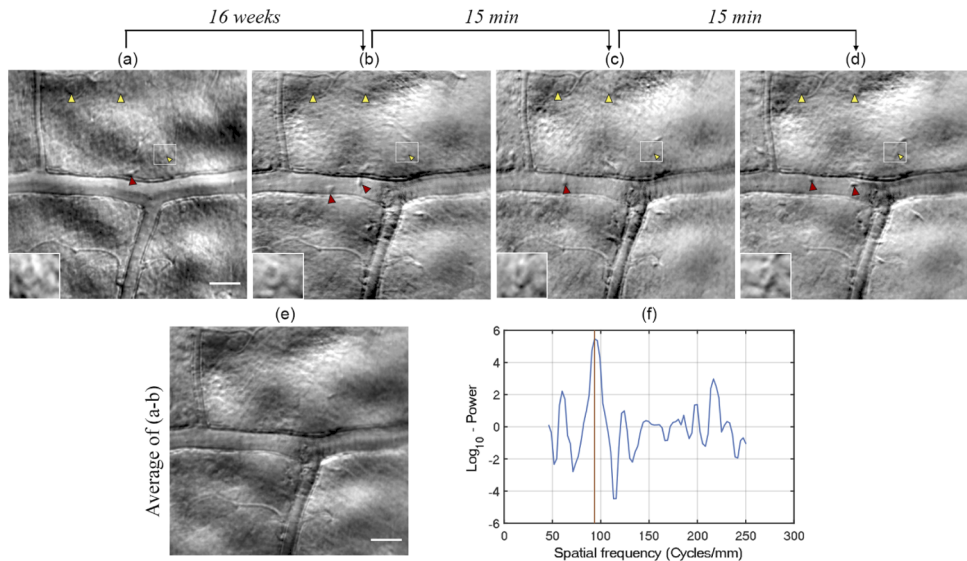 16 weeks 15 min 15 min
(a) (b) (c) (d)
(e) (f)
Average of (a-b)
6
4
2
0
-2
-4
-6
Log10 - Power
0 50 100 150 200 250 300
Spatial frequency (Cycles/mm)